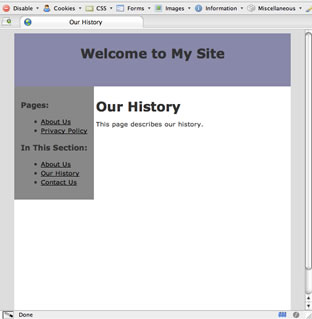 Disable Cookies CSS Forms Images Information Miscellaneous
Our History
Welcome to My Site
Pages:
About Us
Privacy Policy
In This Section:
About Us
Our History
Contact Us
Our History
This page describes our history.
Done